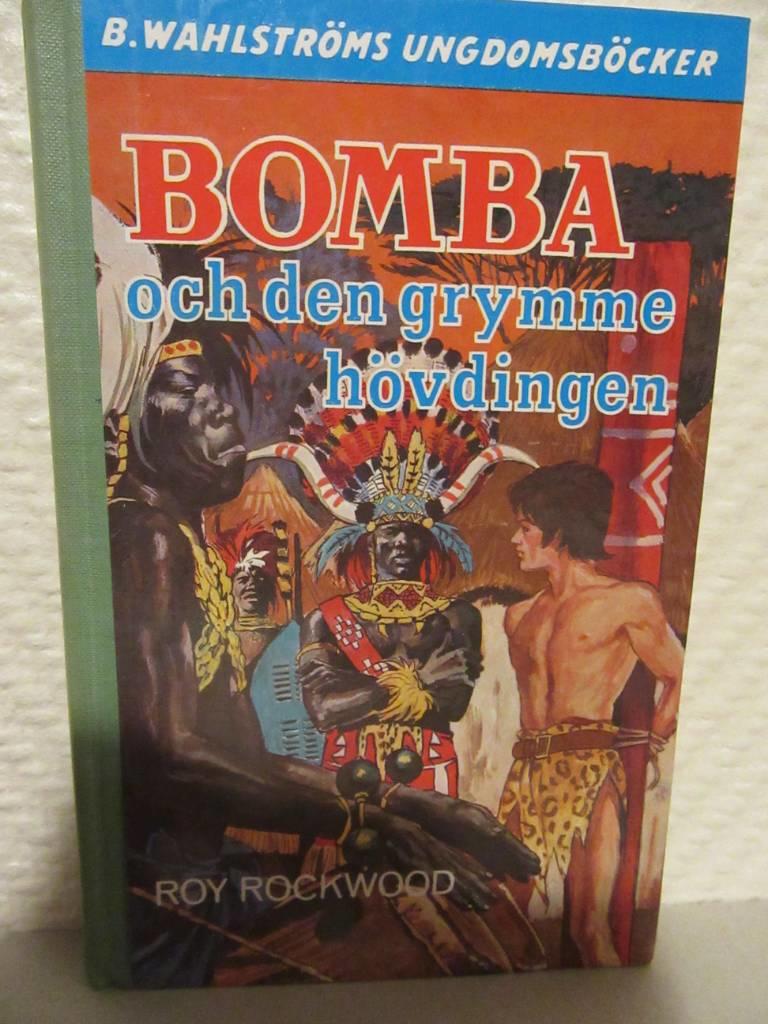 B. WAHLSTRÖMS UNGDOMSBÖCKER
BOMBA
och den grymme
hövdingen
ROY ROCKWOOD